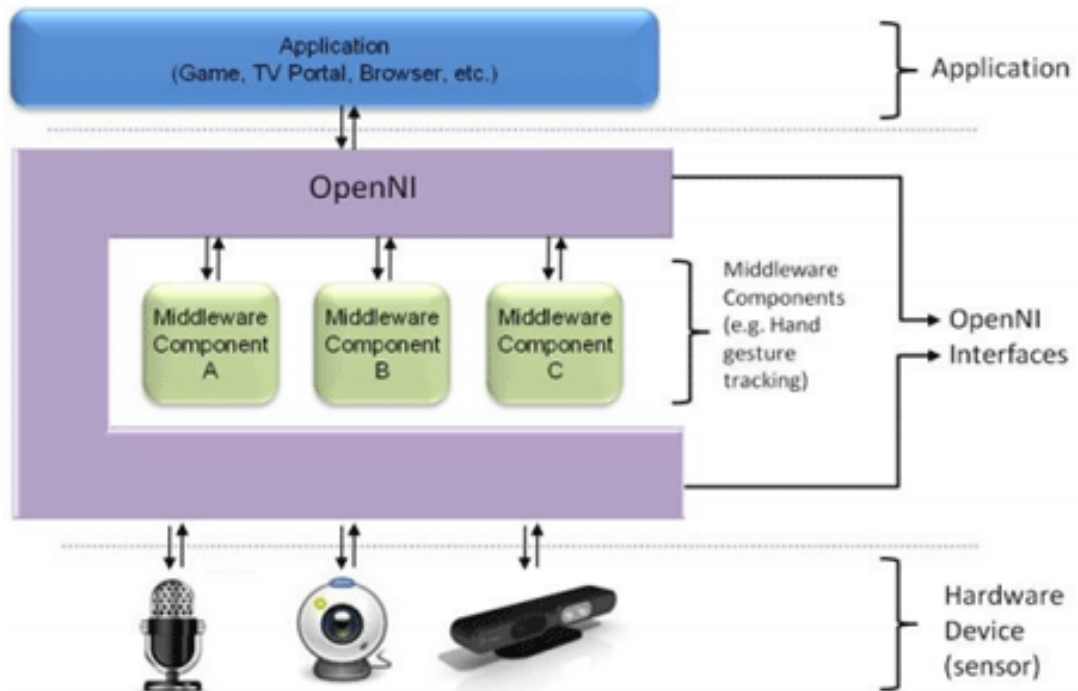 Application
(Game, TV Portal, Browser, etc.)
Application
OpenNI
Middleware
Component
A
Middleware
Component
B
Middleware
Component
C
Middleware
Components
(e.g. Hand
gesture
tracking)
OpenNI
Interfaces
Hardware
Device
(sensor)